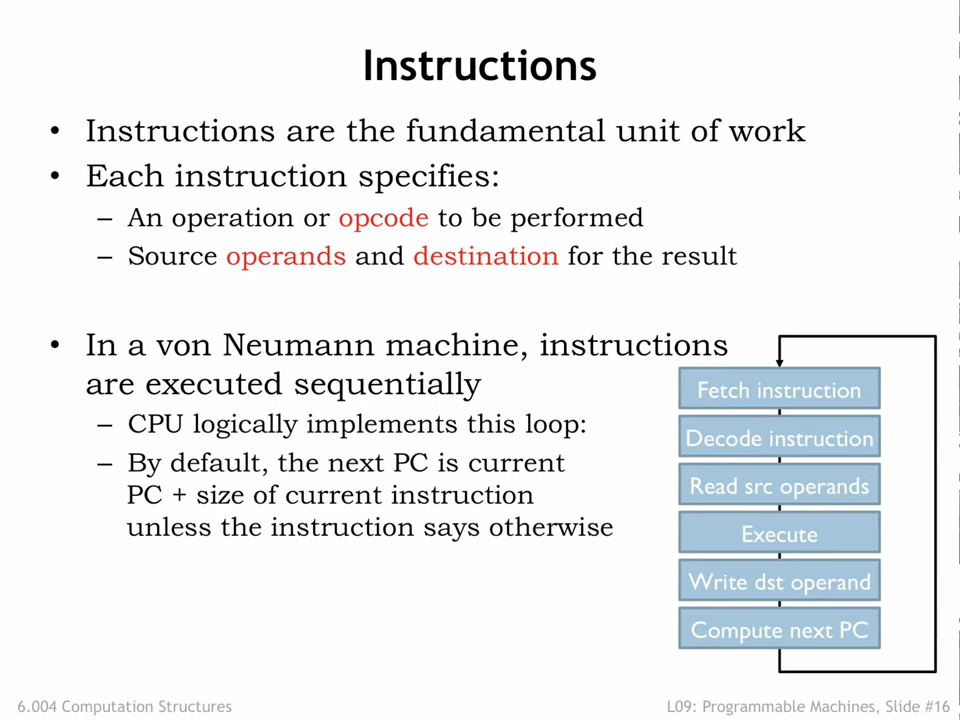 Instructions
• Instructions are the fundamental unit of work
• Each instruction specifies:
– An operation or opcode to be performed
– Source operands and destination for the result
• In a von Neumann machine, instructions
are executed sequentially
– CPU logically implements this loop:
– By default, the next PC is current
PC + size of current instruction
unless the instruction says otherwise
Fetch instruction
Decode instruction
Read src operands
Execute
Write dst operand
Compute next PC
6.004 Computation Structures
L09: Programmable Machines, Slide #16